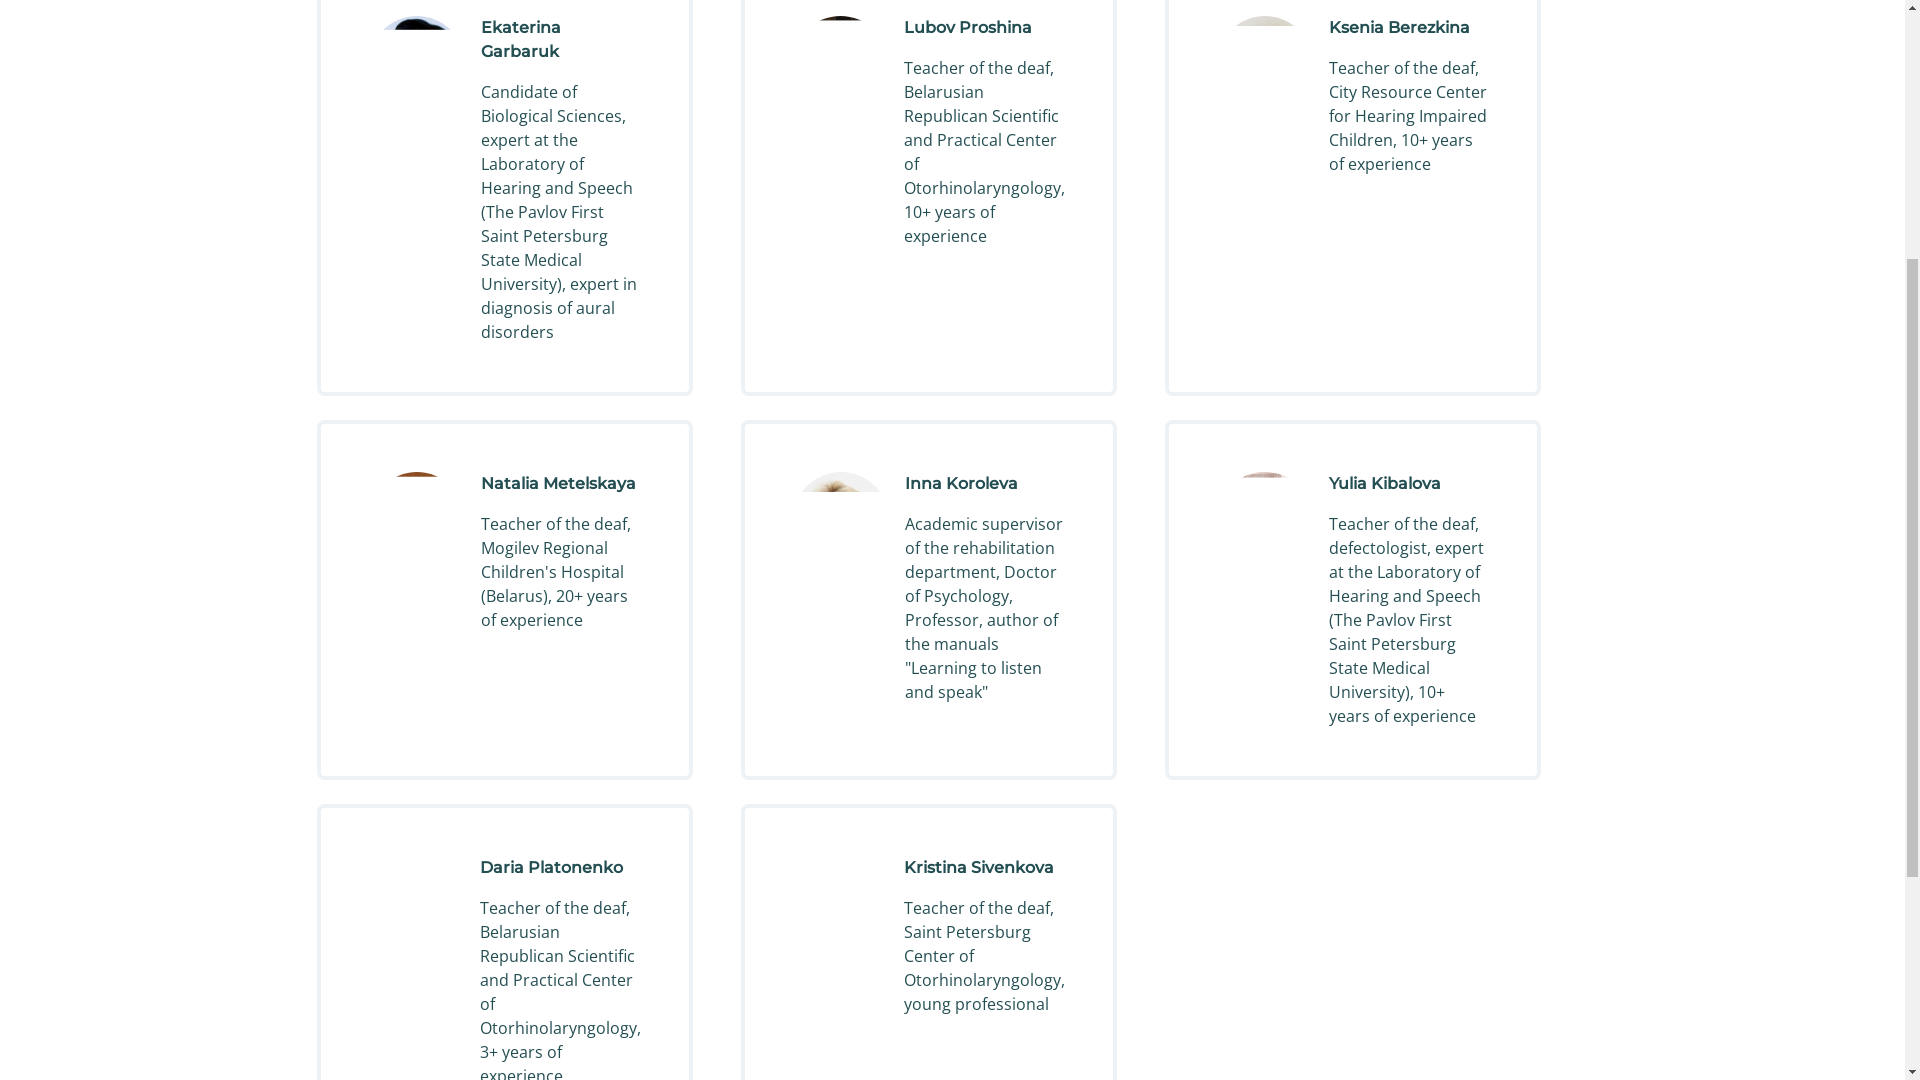 Ekaterina
Garbaruk
Candidate of
Biological Sciences,
expert at the
Laboratory of
Hearing and Speech
(The Pavlov First
Saint Petersburg
State Medical
University), expert in
diagnosis of aural
disorders
Lubov Proshina
Teacher of the deaf,
Belarusian
Republican Scientific
and Practical Center
of
Otorhinolaryngology,
10+ years of
experience
Ksenia Berezkina
Teacher of the deaf,
City Resource Center
for Hearing Impaired
Children, 10+ years
of experience
Natalia Metelskaya
Teacher of the deaf,
Mogilev Regional
Children's Hospital
(Belarus), 20+ years
of experience
Inna Koroleva
Academic supervisor
of the rehabilitation
department, Doctor
of Psychology,
Professor, author of
the manuals
"Learning to listen
and speak"
Yulia Kibalova
Teacher of the deaf,
defectologist, expert
at the Laboratory of
Hearing and Speech
(The Pavlov First
Saint Petersburg
State Medical
University), 10+
years of experience
Daria Platonenko
Teacher of the deaf,
Belarusian
Republican Scientific
and Practical Center
of
Otorhinolaryngology,
3+ years of
experience
Kristina Sivenkova
Teacher of the deaf,
Saint Petersburg
Center of
Otorhinolaryngology,
young professional